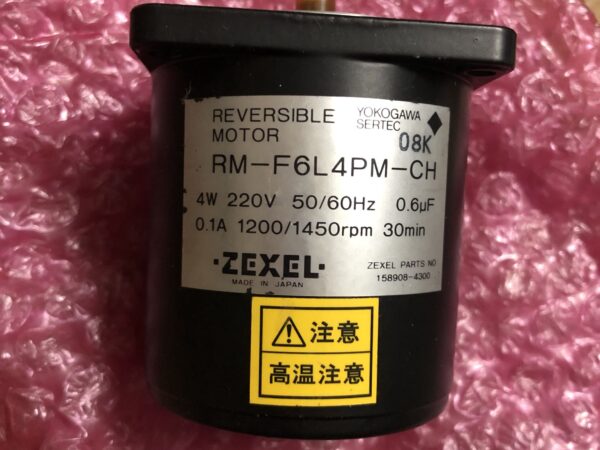 REVERSIBLE MOTOR
YOKOGAWA SERTEC
08K
RM-F6L4PM-CH
4W 220V 50/60Hz 0.6μF
0.1A 1200/1450rpm 30min
·ZEXEL·
MADE IN JAPAN
ZEXEL PARTS NO
158908-4300
注意
高温注意